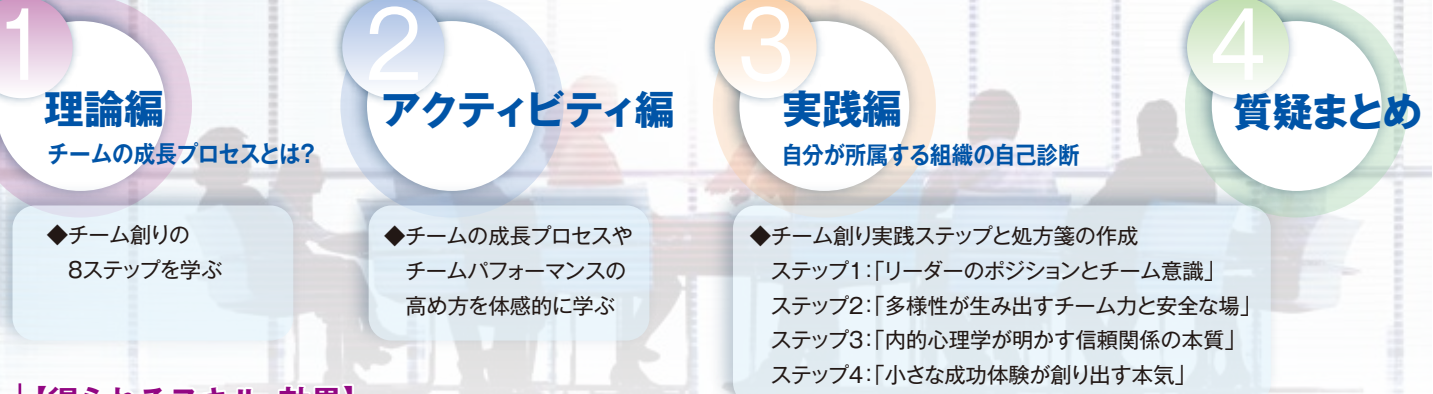 1
理論編
チームの成長プロセスとは?
◆チーム創りの
8ステップを学ぶ
2
アクティビティ編
◆チームの成長プロセスや
チームパフォーマンスの
高め方を体感的に学ぶ
3
実践編
自分が所属する組織の自己診断
◆チーム創り実践ステップと処方箋の作成
ステップ1:「リーダーのポジションとチーム意識」
ステップ2:「多様性が生み出すチーム力と安全な場」
ステップ3:「内的心理学が明かす信頼関係の本質」
ステップ4:「小さな成功体験が創り出す本気」
4
質疑まとめ